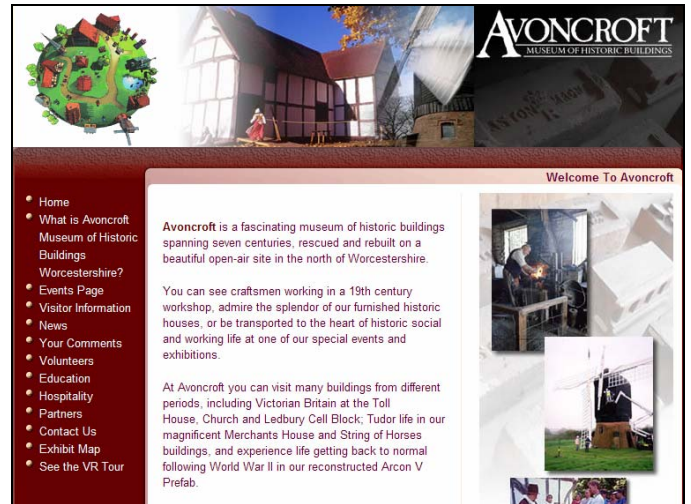 AVONCROFT
MUSEUM OF HISTORIC BUILDINGS
Welcome To Avoncroft
Home
What is Avoncroft
Museum of Historic
Buildings
Worcestershire?
Events Page
Visitor Information
News
Your Comments
Volunteers
Education
Hospitality
Partners
Contact Us
Exhibit Map
See the VR Tour
Avoncroft is a fascinating museum of historic buildings
spanning seven centuries, rescued and rebuilt on a
beautiful open-air site in the north of Worcestershire.
You can see craftsmen working in a 19th century
workshop, admire the splendor of our furnished historic
houses, or be transported to the heart of historic social
and working life at one of our special events and
exhibitions.
At Avoncroft you can visit many buildings from different
periods, including Victorian Britain at the Toll
House, Church and Ledbury Cell Block; Tudor life in our
magnificent Merchants House and String of Horses
buildings, and experience life getting back to normal
following World War II in our reconstructed Arcon V
Prefab.